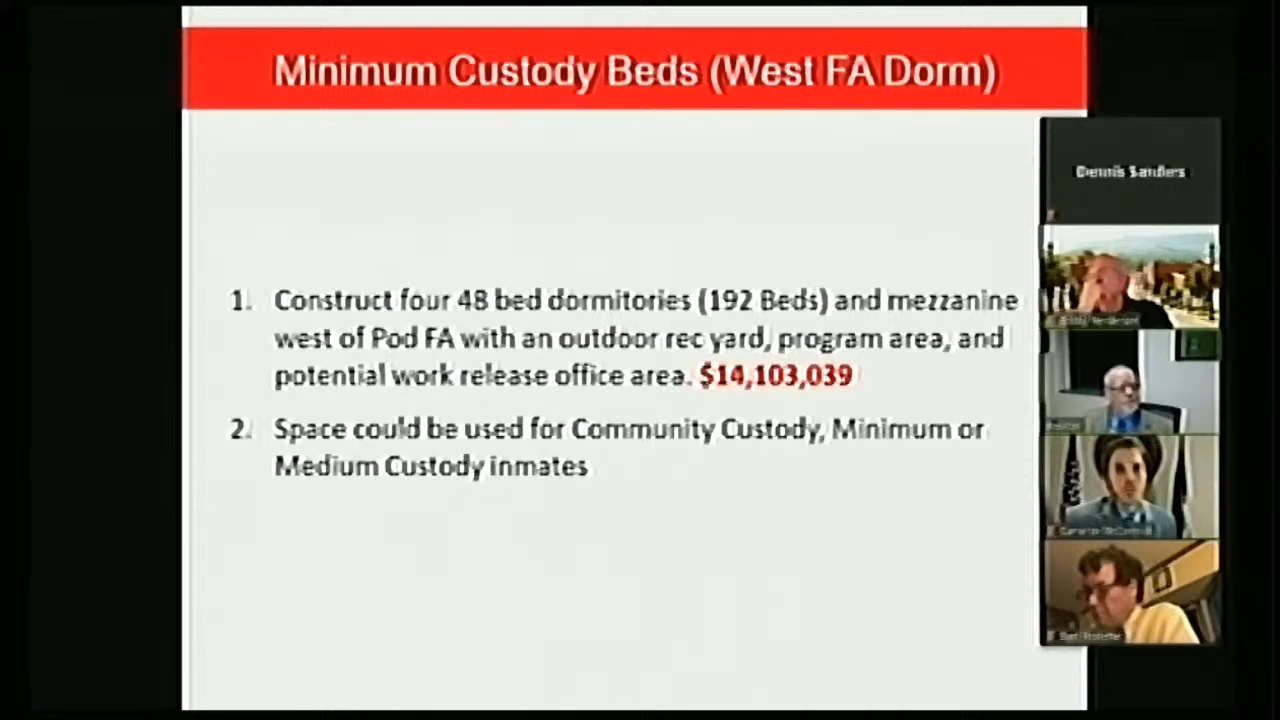 Minimum Custody Beds (West FA Dorm)
1. Construct four 48 bed dormitories (192 Beds) and mezzanine
west of Pod FA with an outdoor rec yard, program area, and
potential work release office area. $14,103,039
2. Space could be used for Community Custody, Minimum or
Medium Custody inmates
Dennis Sanders